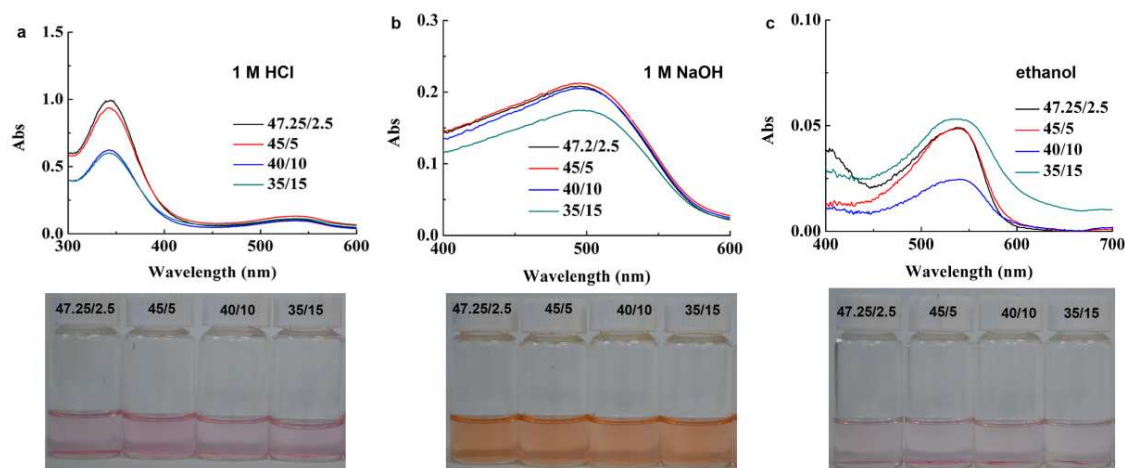 a
1 M HCl
47.25/2.5
45/5
40/10
35/15
Abs
1.5
1.0
0.5
0.0
300 400 500 600
Wavelength (nm)
47.25/2.5 45/5 40/10 35/15
b
1 M NaOH
47.2/2.5
45/5
40/10
35/15
Abs
0.3
0.2
0.1
0.0
400 500 600
Wavelength (nm)
47.25/2.5 45/5 40/10 35/15
c
ethanol
47.25/2.5
45/5
40/10
35/15
Abs
0.10
0.05
0.00
400 500 600 700
Wavelength (nm)
47.25/2.5 45/5 40/10 35/15